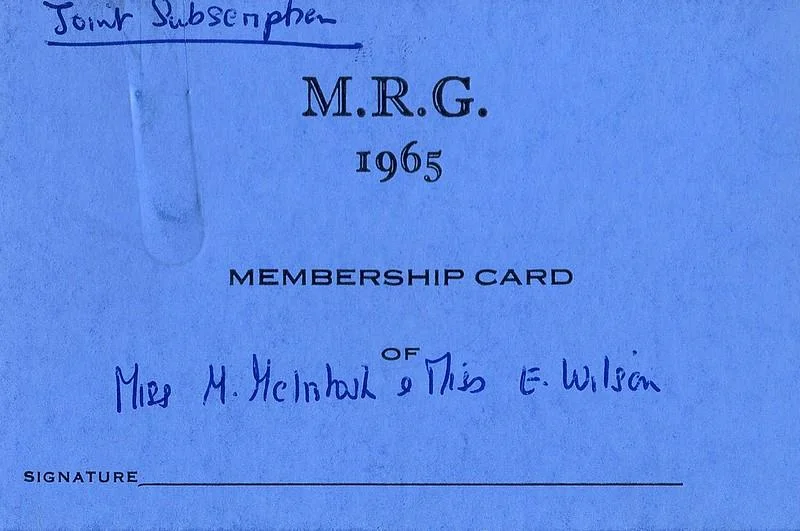 Joint Subscription
M.R.G.
1965
MEMBERSHIP CARD
OF
Miss M. McIntosh & Miss E. Wilson
SIGNATURE